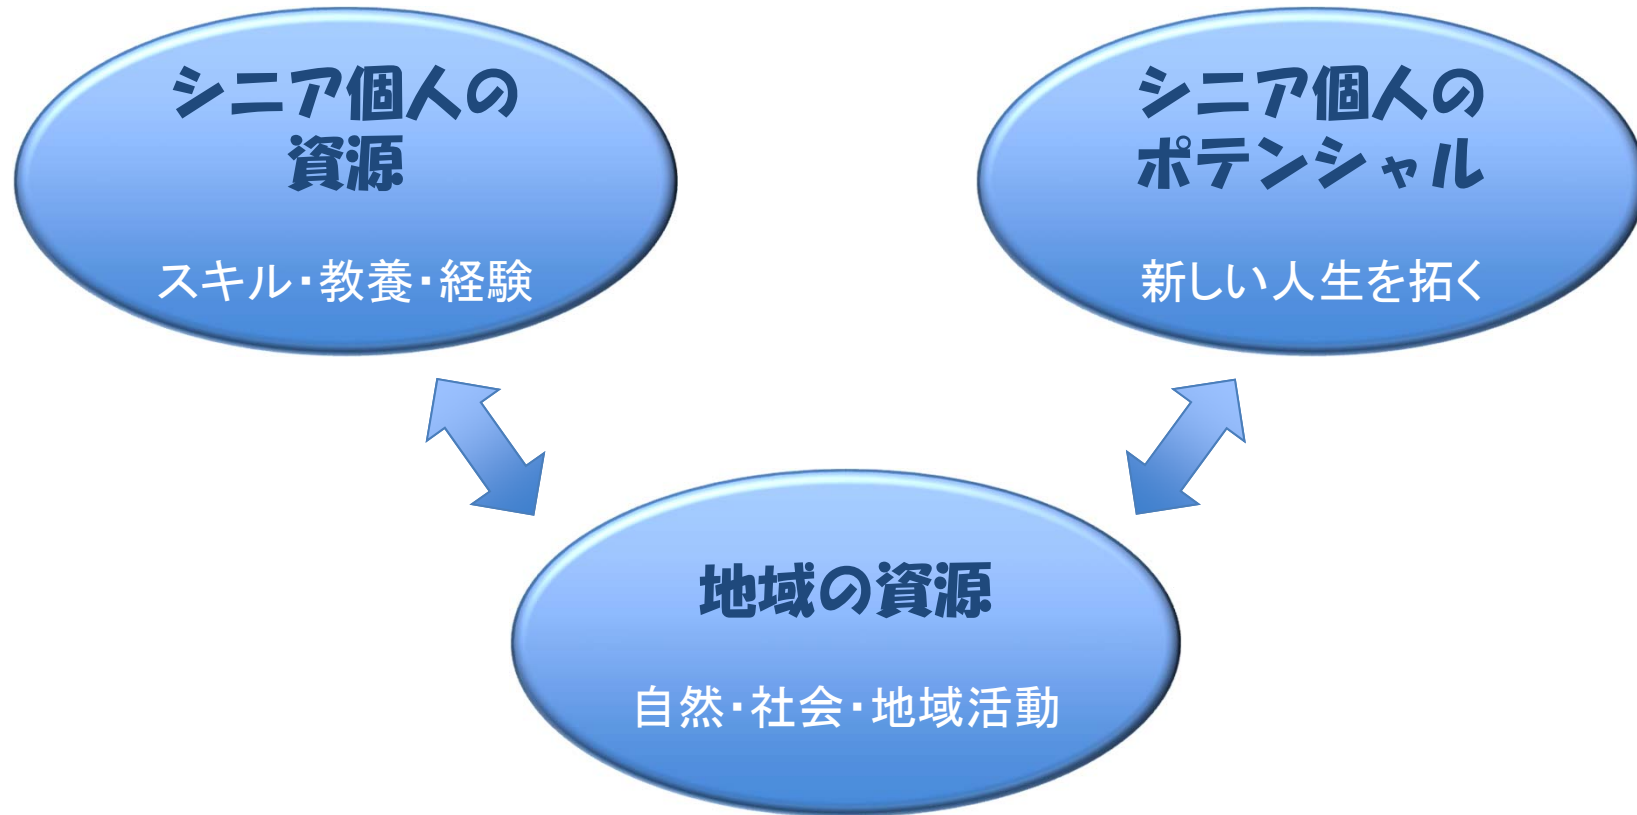 シニア個人の
資源
スキル・教養・経験
シニア個人の
ポテンシャル
新しい人生を拓く
地域の資源
自然・社会・地域活動